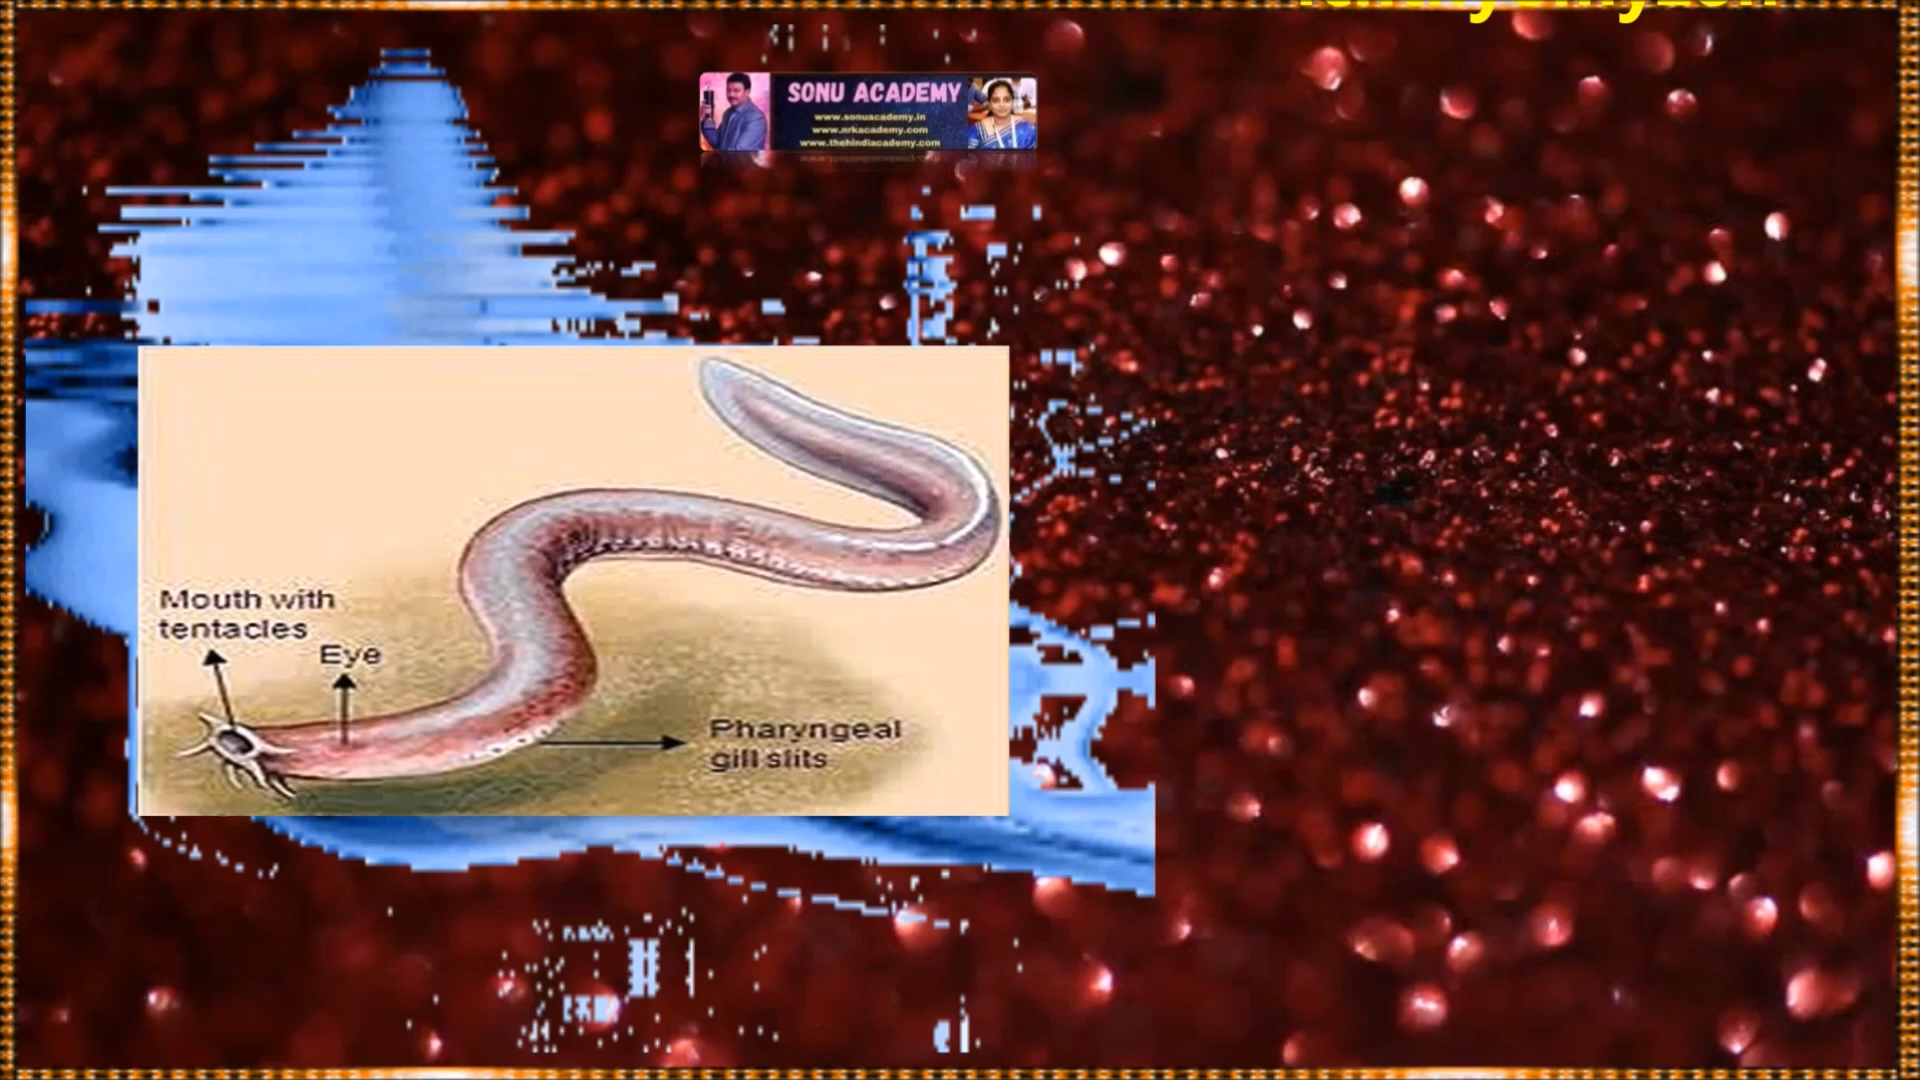 SONU ACADEMY
www.sonuacademy.in
www.nrkacademy.com
www.thehindiacademy.com
Mouth with
tentacles
Eye
Pharyngeal
gill slits